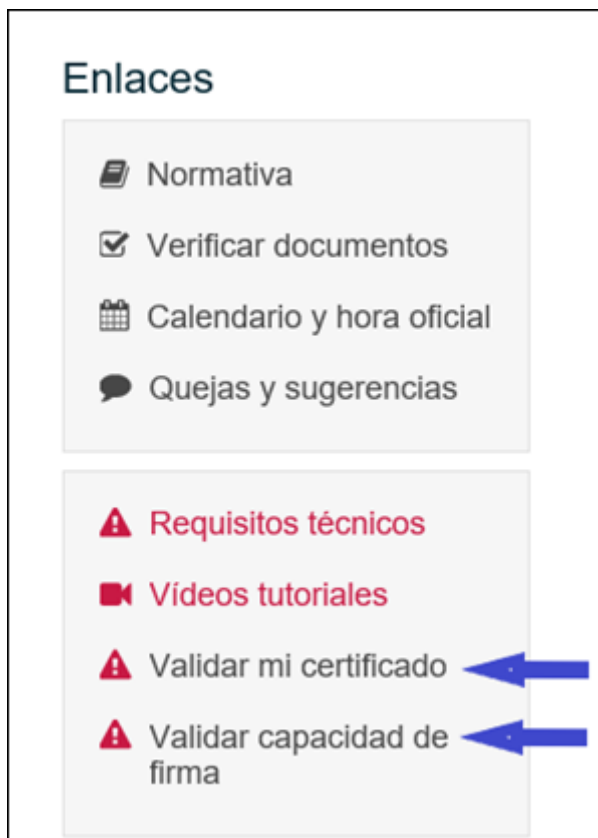 Enlaces
Normativa
Verificar documentos
Calendario y hora oficial
Quejas y sugerencias
Requisitos técnicos
Vídeos tutoriales
Validar mi certificado
Validar capacidad de
firma